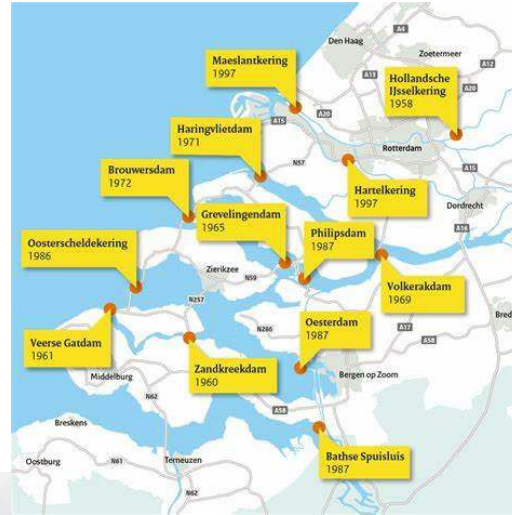 Den Haag
A4
Zoetermeer
A12
Maeslantkering
1997
A13
A20
Hollandsche
IJsselkering
1958
A20
A15
Haringvlietdam
1971
Rotterdam
N57
A15
Brouwersdam
1972
Hartelkering
1997
Dordrecht
Grevelingendam
1965
A16
Philipsdam
1987
Oosterscheldekering
1986
Zierikzee
N59
Volkerakdam
1969
N257
Bred
N286
Oesterdam
1987
A17
A58
Veerse Gatdam
1961
Zandkreekdam
1960
Middelburg
Bergen op Zoom
N62
A58
Breskens
Bathse Spuisluis
1987
Oostburg
N61
Terneuzen
N62